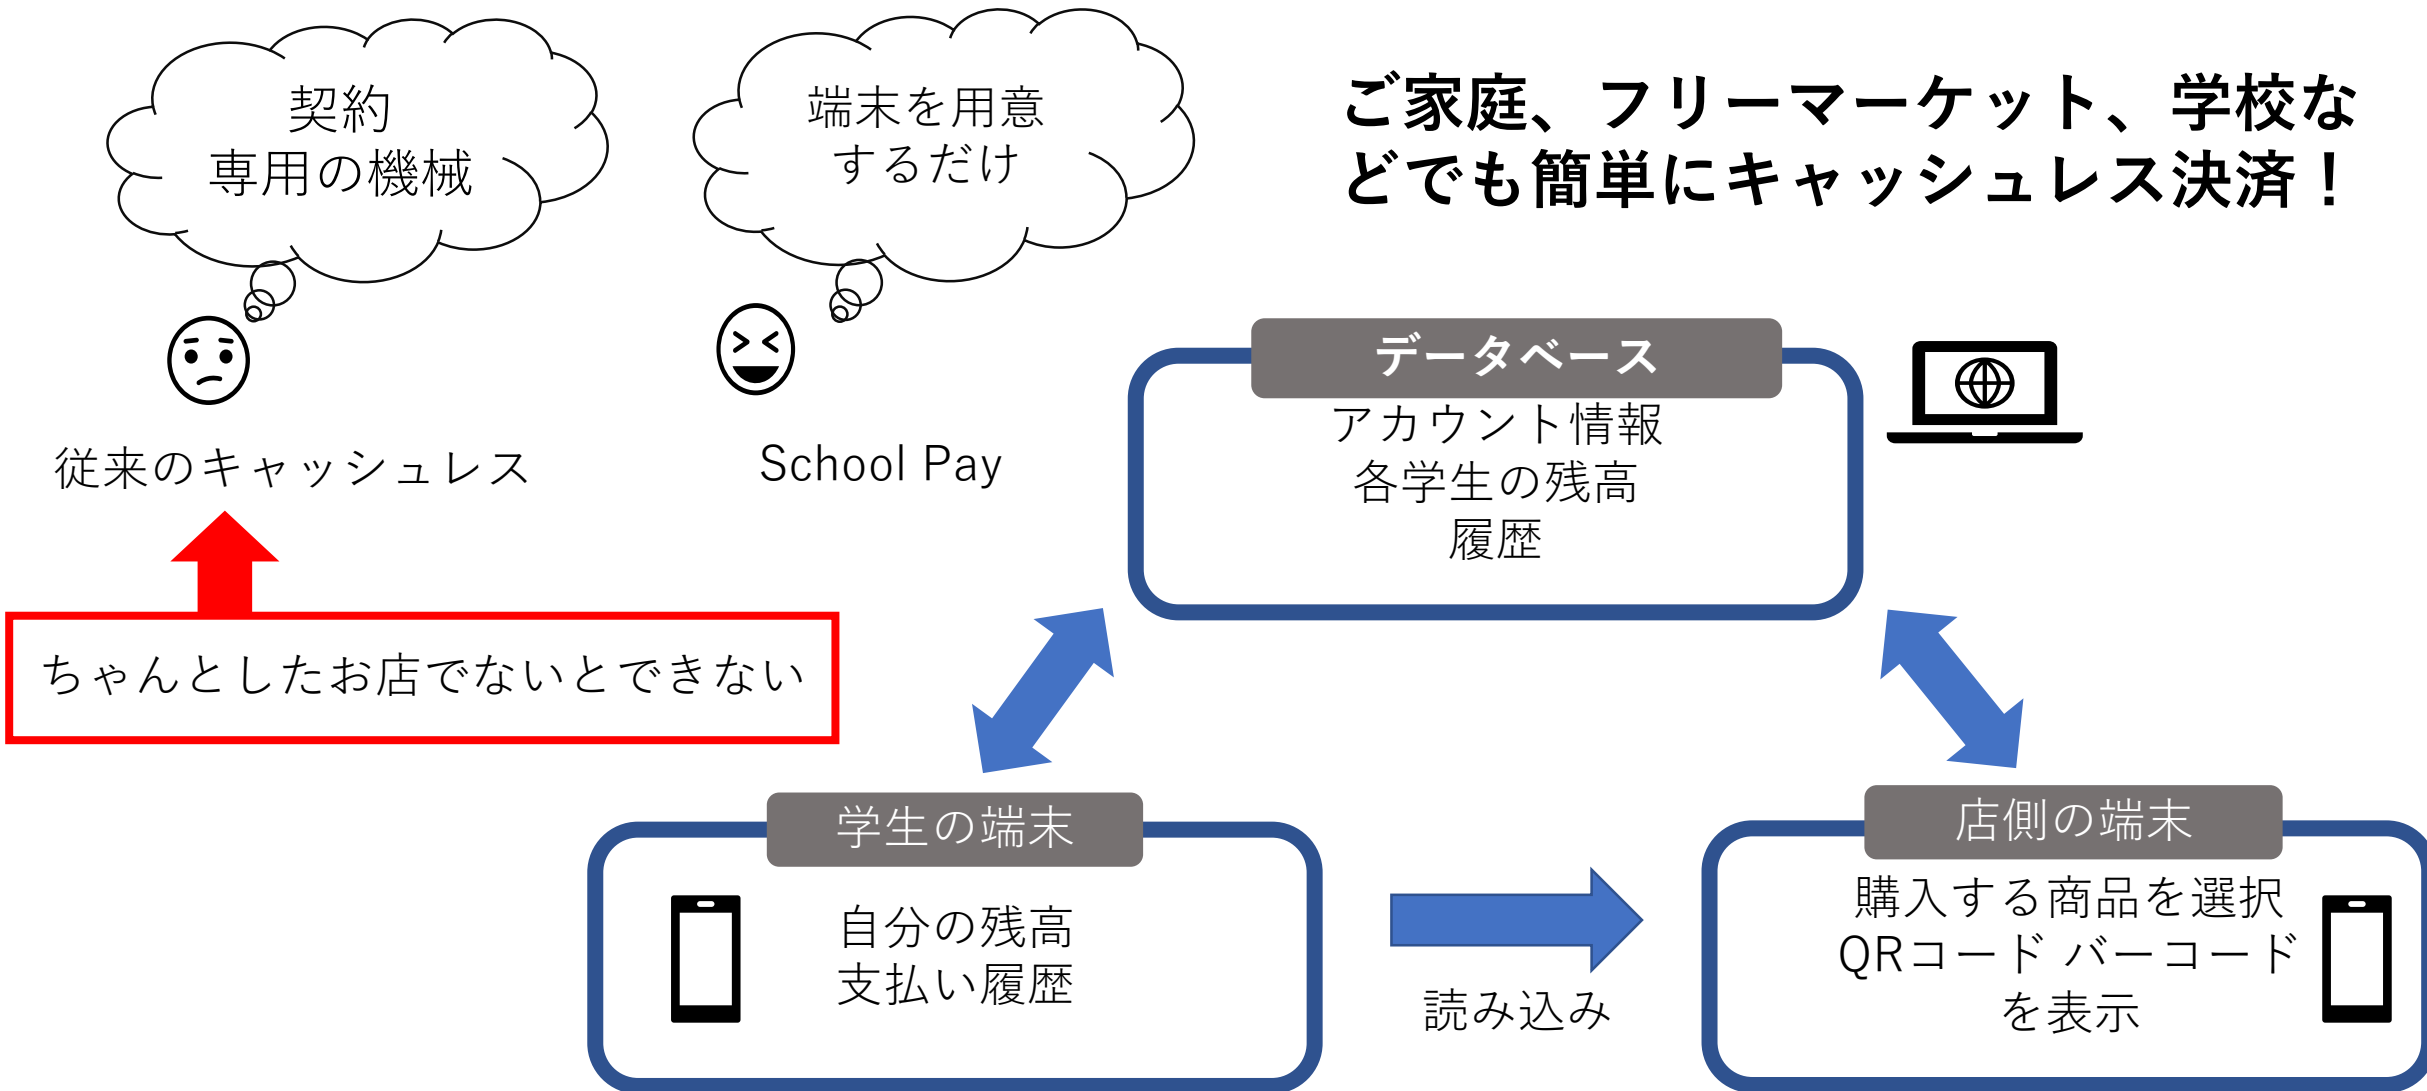 契約
専用の機械
端末を用意
するだけ
ご家庭、フリーマーケット、学校な
どでも簡単にキャッシュレス決済！
従来のキャッシュレス
School Pay
ちゃんとしたお店でないとできない
データベース
アカウント情報
各学生の残高
履歴
学生の端末
自分の残高
支払い履歴
読み込み
店側の端末
購入する商品を選択
QRコード バーコード
を表示